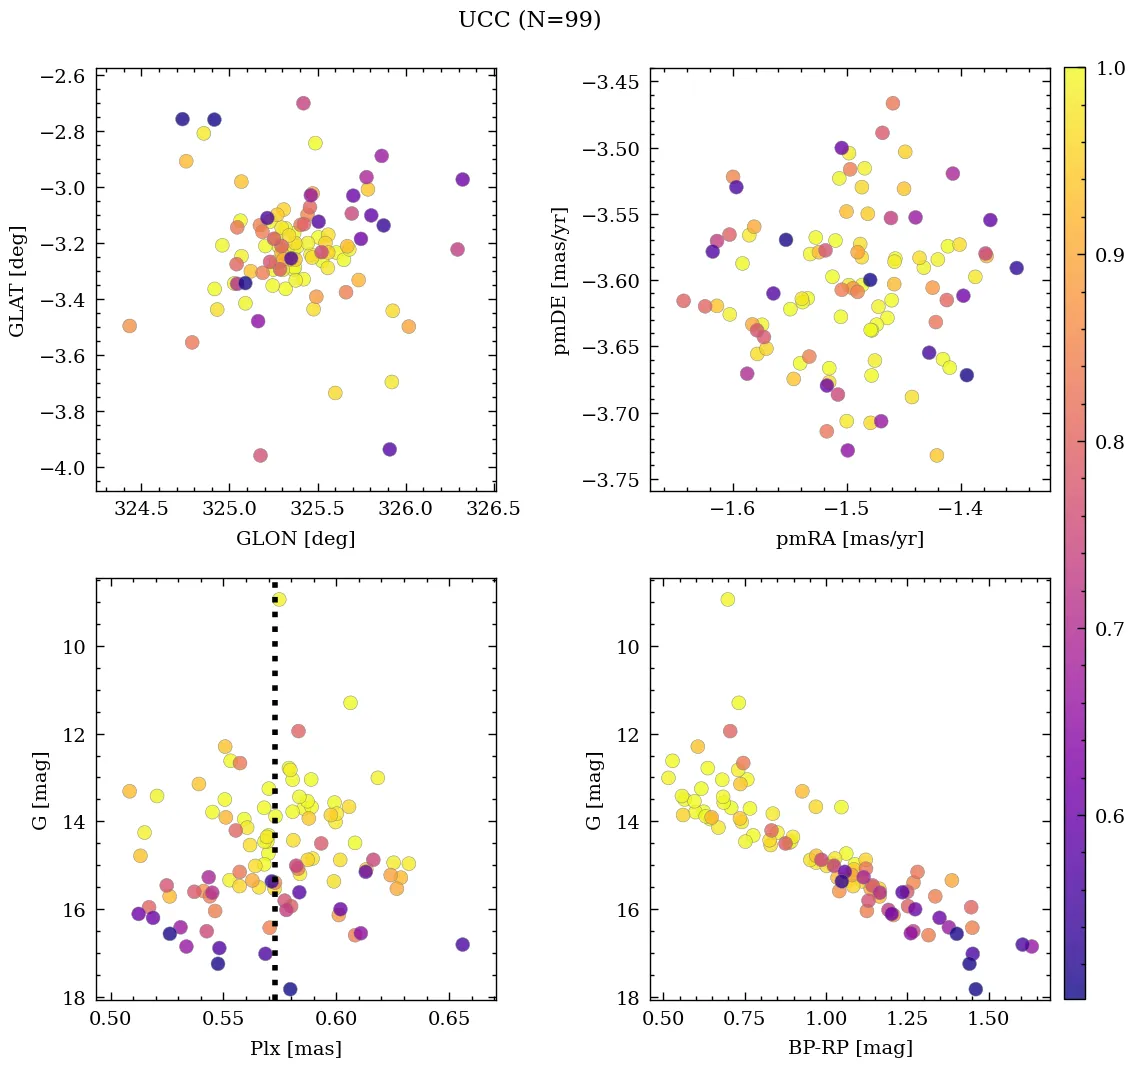 UCC (N=99)
−2.6
−2.8
−3.0
−3.2
−3.4
−3.6
−3.8
−4.0
GLAT [deg]
324.5 325.0 325.5 326.0 326.5
GLON [deg]
−3.45
−3.50
−3.55
−3.60
−3.65
−3.70
−3.75
pmDE [mas/yr]
−1.6 −1.5 −1.4
pmRA [mas/yr]
10
12
14
16
18
G [mag]
0.50 0.55 0.60 0.65
Plx [mas]
10
12
14
16
18
G [mag]
0.50 0.75 1.00 1.25 1.50
BP-RP [mag]
1.0
0.9
0.8
0.7
0.6